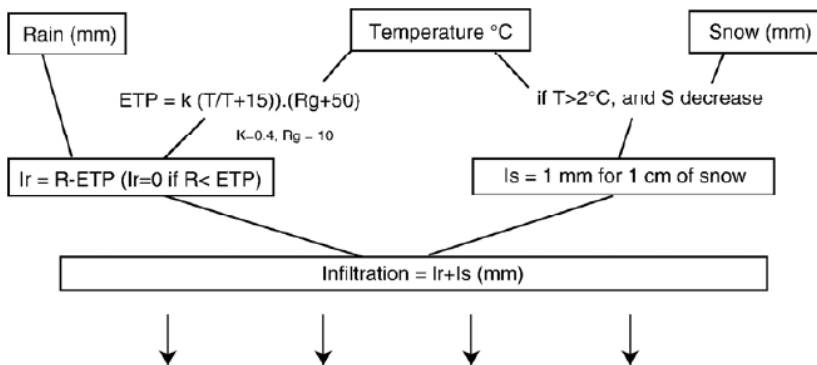 Rain (mm)
Temperature °C
Snow (mm)
ETP = k (T/T+15)).(Rg+50)
if T>2°C, and S decrease
K=0.4, Rg = 10
Ir = R-ETP (Ir=0 if R< ETP)
Is = 1 mm for 1 cm of snow
Infiltration = Ir+Is (mm)